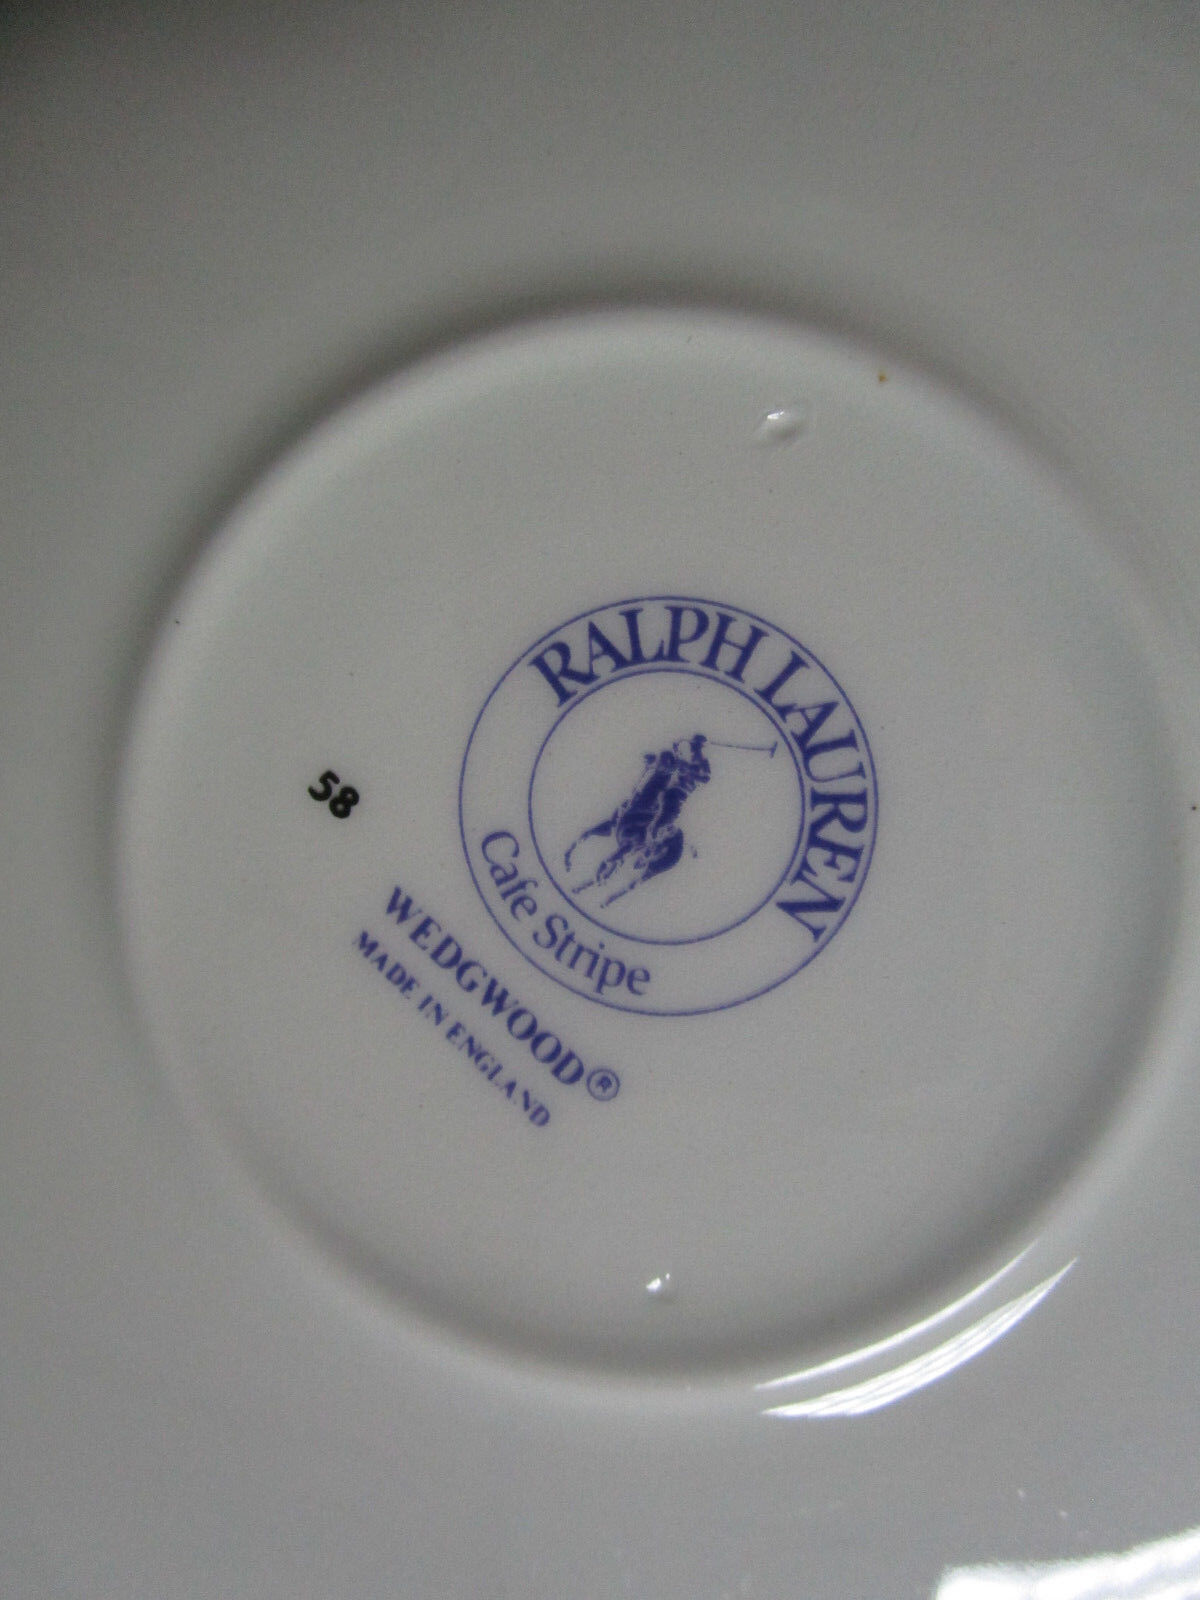 RALPH LAUREN
Cafe Stripe
58
WEDGWOOD®
MADE IN ENGLAND